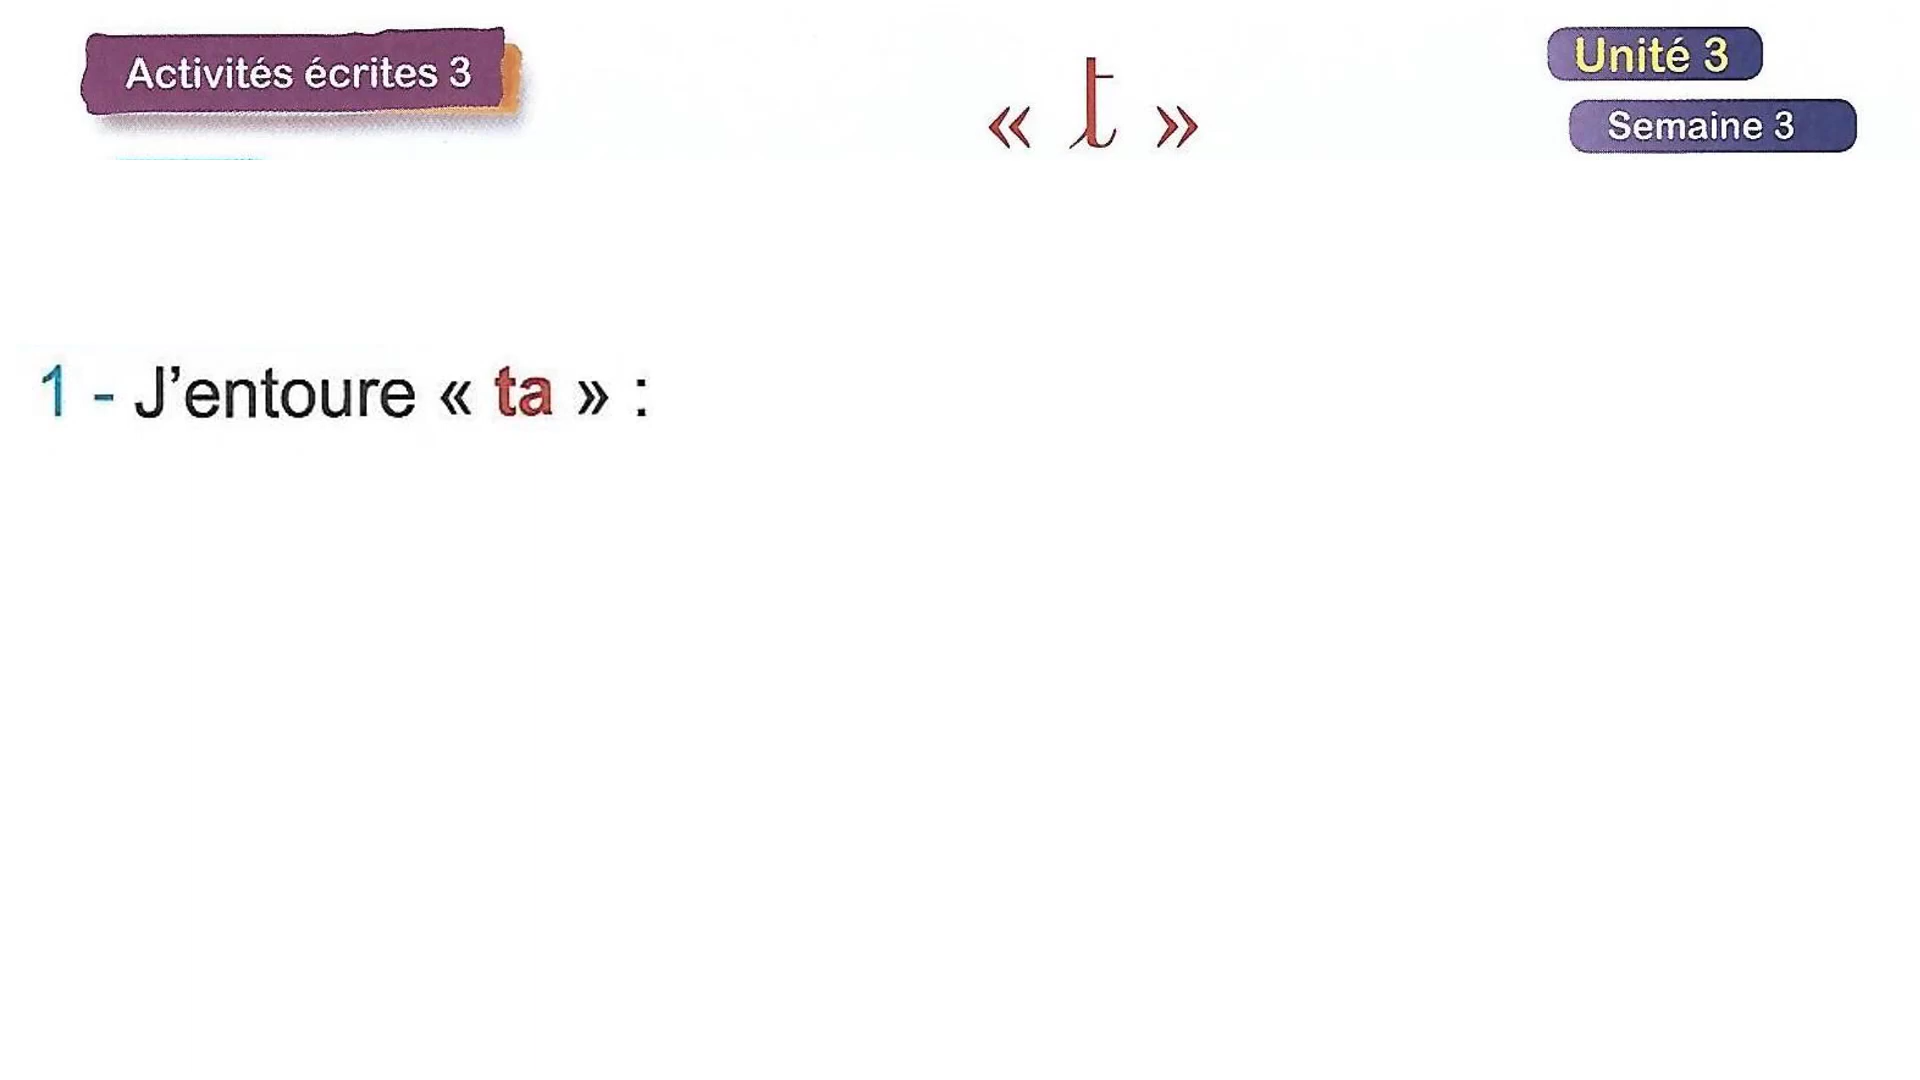 Activités écrites 3
« t »
Unité 3
Semaine 3
1 - J’entoure « ta » :